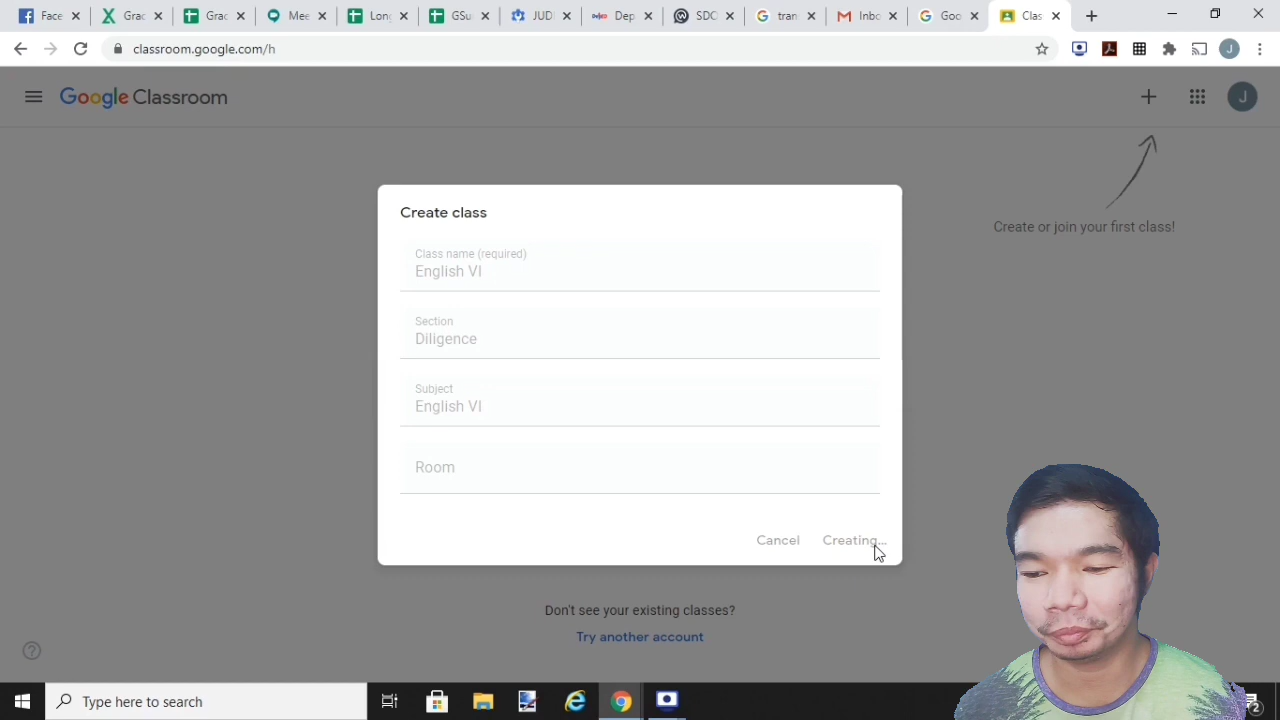 Face
Grac
Grac
Mee
Lon
GSu
JUD
Dep
SDC
tran
Inbo
Goo
Clas
classroom.google.com/h
J
Google Classroom
J
Create or join your first class!
Create class
Class name (required)
English VI
Section
Diligence
Subject
English VI
Room
Cancel
Creating...
Don't see your existing classes?
Try another account
Type here to search
2